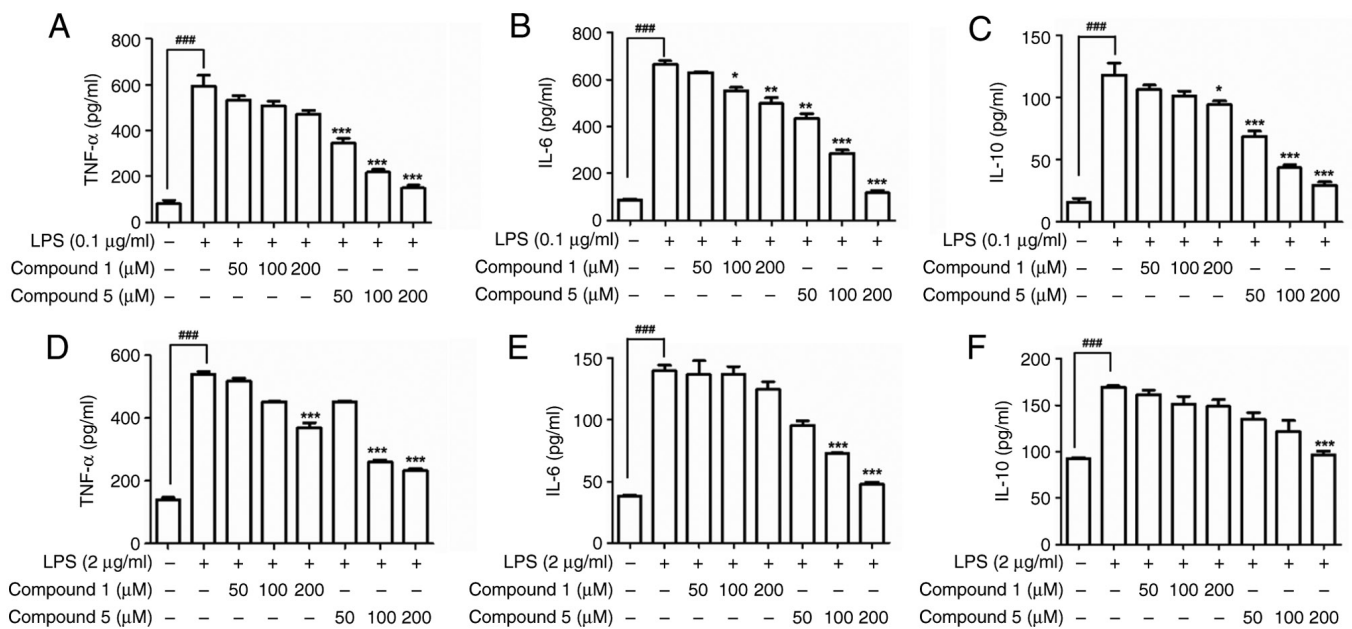 A
###
800
600
400
200
0
TNF-α (pg/ml)
***
***
***
LPS (0.1 μg/ml) – + + + + + + +
Compound 1 (μM) – – 50 100 200 – – –
Compound 5 (μM) – – – – – 50 100 200
B
###
800
600
400
200
0
IL-6 (pg/ml)
*
**
**
***
***
LPS (0.1 μg/ml) – + + + + + + +
Compound 1 (μM) – – 50 100 200 – – –
Compound 5 (μM) – – – – – 50 100 200
C
###
150
100
50
0
IL-10 (pg/ml)
*
***
***
***
LPS (0.1 μg/ml) – + + + + + + +
Compound 1 (μM) – – 50 100 200 – – –
Compound 5 (μM) – – – – – 50 100 200
D
###
600
400
200
0
TNF-α (pg/ml)
***
***
***
LPS (2 μg/ml) – + + + + + + +
Compound 1 (μM) – – 50 100 200 – – –
Compound 5 (μM) – – – – – 50 100 200
E
###
150
100
50
0
IL-6 (pg/ml)
***
***
LPS (2 μg/ml) – + + + + + + +
Compound 1 (μM) – – 50 100 200 – – –
Compound 5 (μM) – – – – – 50 100 200
F
###
200
150
100
50
0
IL-10 (pg/ml)
***
LPS (2 μg/ml) – + + + + + + +
Compound 1 (μM) – – 50 100 200 – – –
Compound 5 (μM) – – – – – 50 100 200